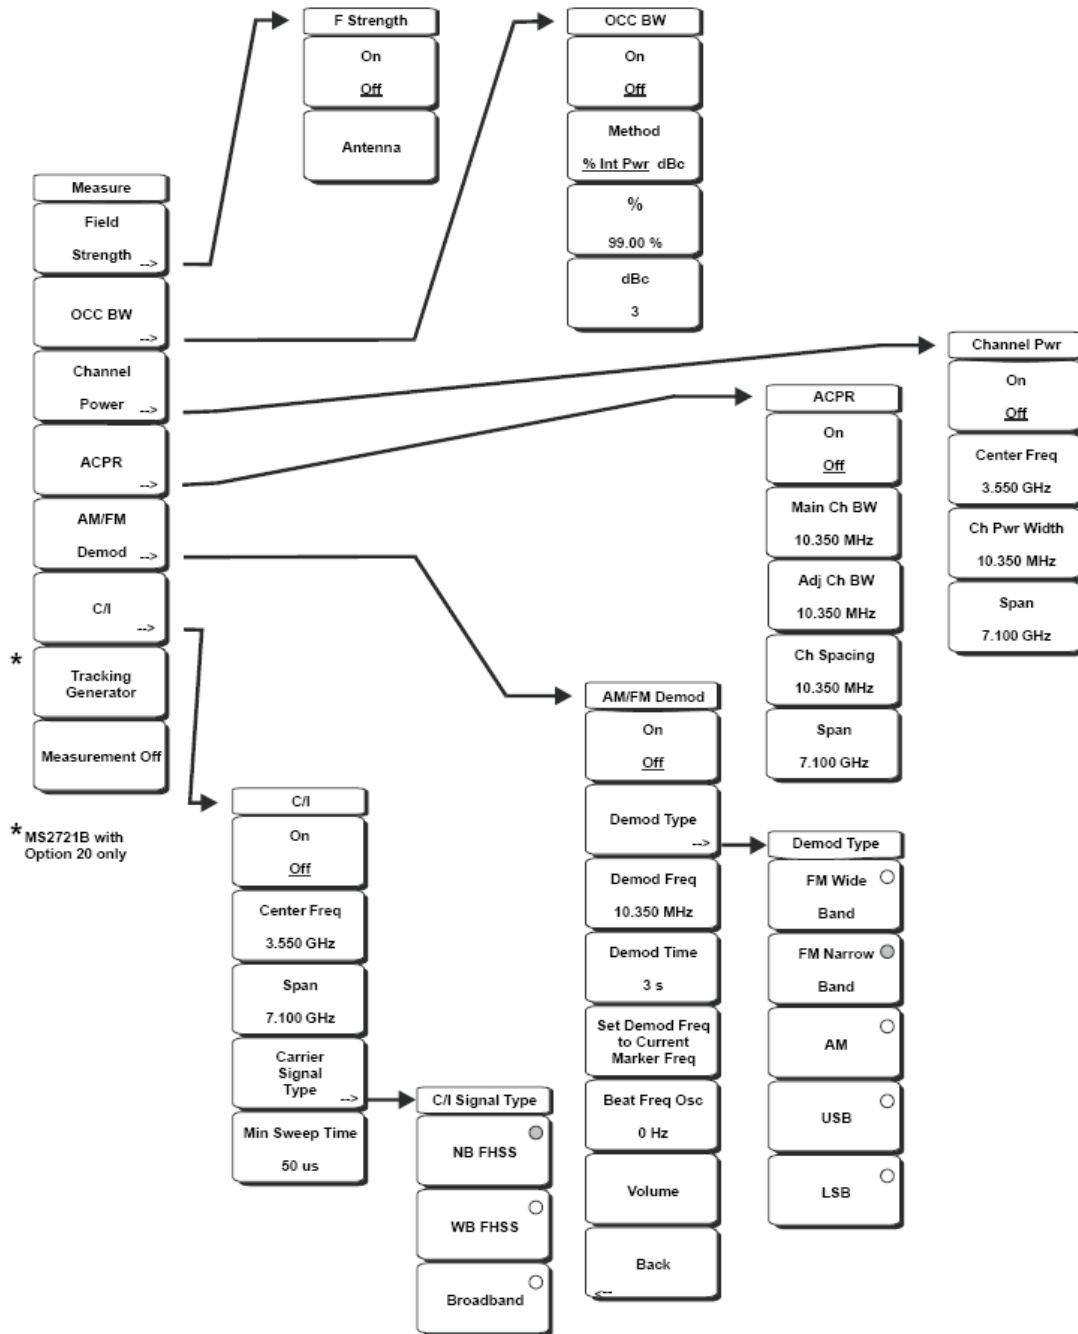 F Strength
On
Off
Antenna
OCC BW
On
Off
Method
% Int Pwr dBc
%
99.00 %
dBc
3
Measure
Field
Strength -->
OCC BW
-->
Channel
Power -->
ACPR
-->
AM/FM
Demod -->
C/I
-->
*
Tracking
Generator
Measurement Off
* MS2721B with
Option 20 only
Channel Pwr
On
Off
Center Freq
3.550 GHz
Ch Pwr Width
10.350 MHz
Span
7.100 GHz
ACPR
On
Off
Main Ch BW
10.350 MHz
Adj Ch BW
10.350 MHz
Ch Spacing
10.350 MHz
Span
7.100 GHz
AM/FM Demod
On
Off
Demod Type
-->
Demod Freq
10.350 MHz
Demod Time
3 s
Set Demod Freq
to Current
Marker Freq
Beat Freq Osc
0 Hz
Volume
Back
<--
Demod Type
FM Wide
Band
FM Narrow
Band
AM
USB
LSB
C/I
On
Off
Center Freq
3.550 GHz
Span
7.100 GHz
Carrier
Signal
Type
-->
Min Sweep Time
50 us
C/I Signal Type
NB FHSS
WB FHSS
Broadband